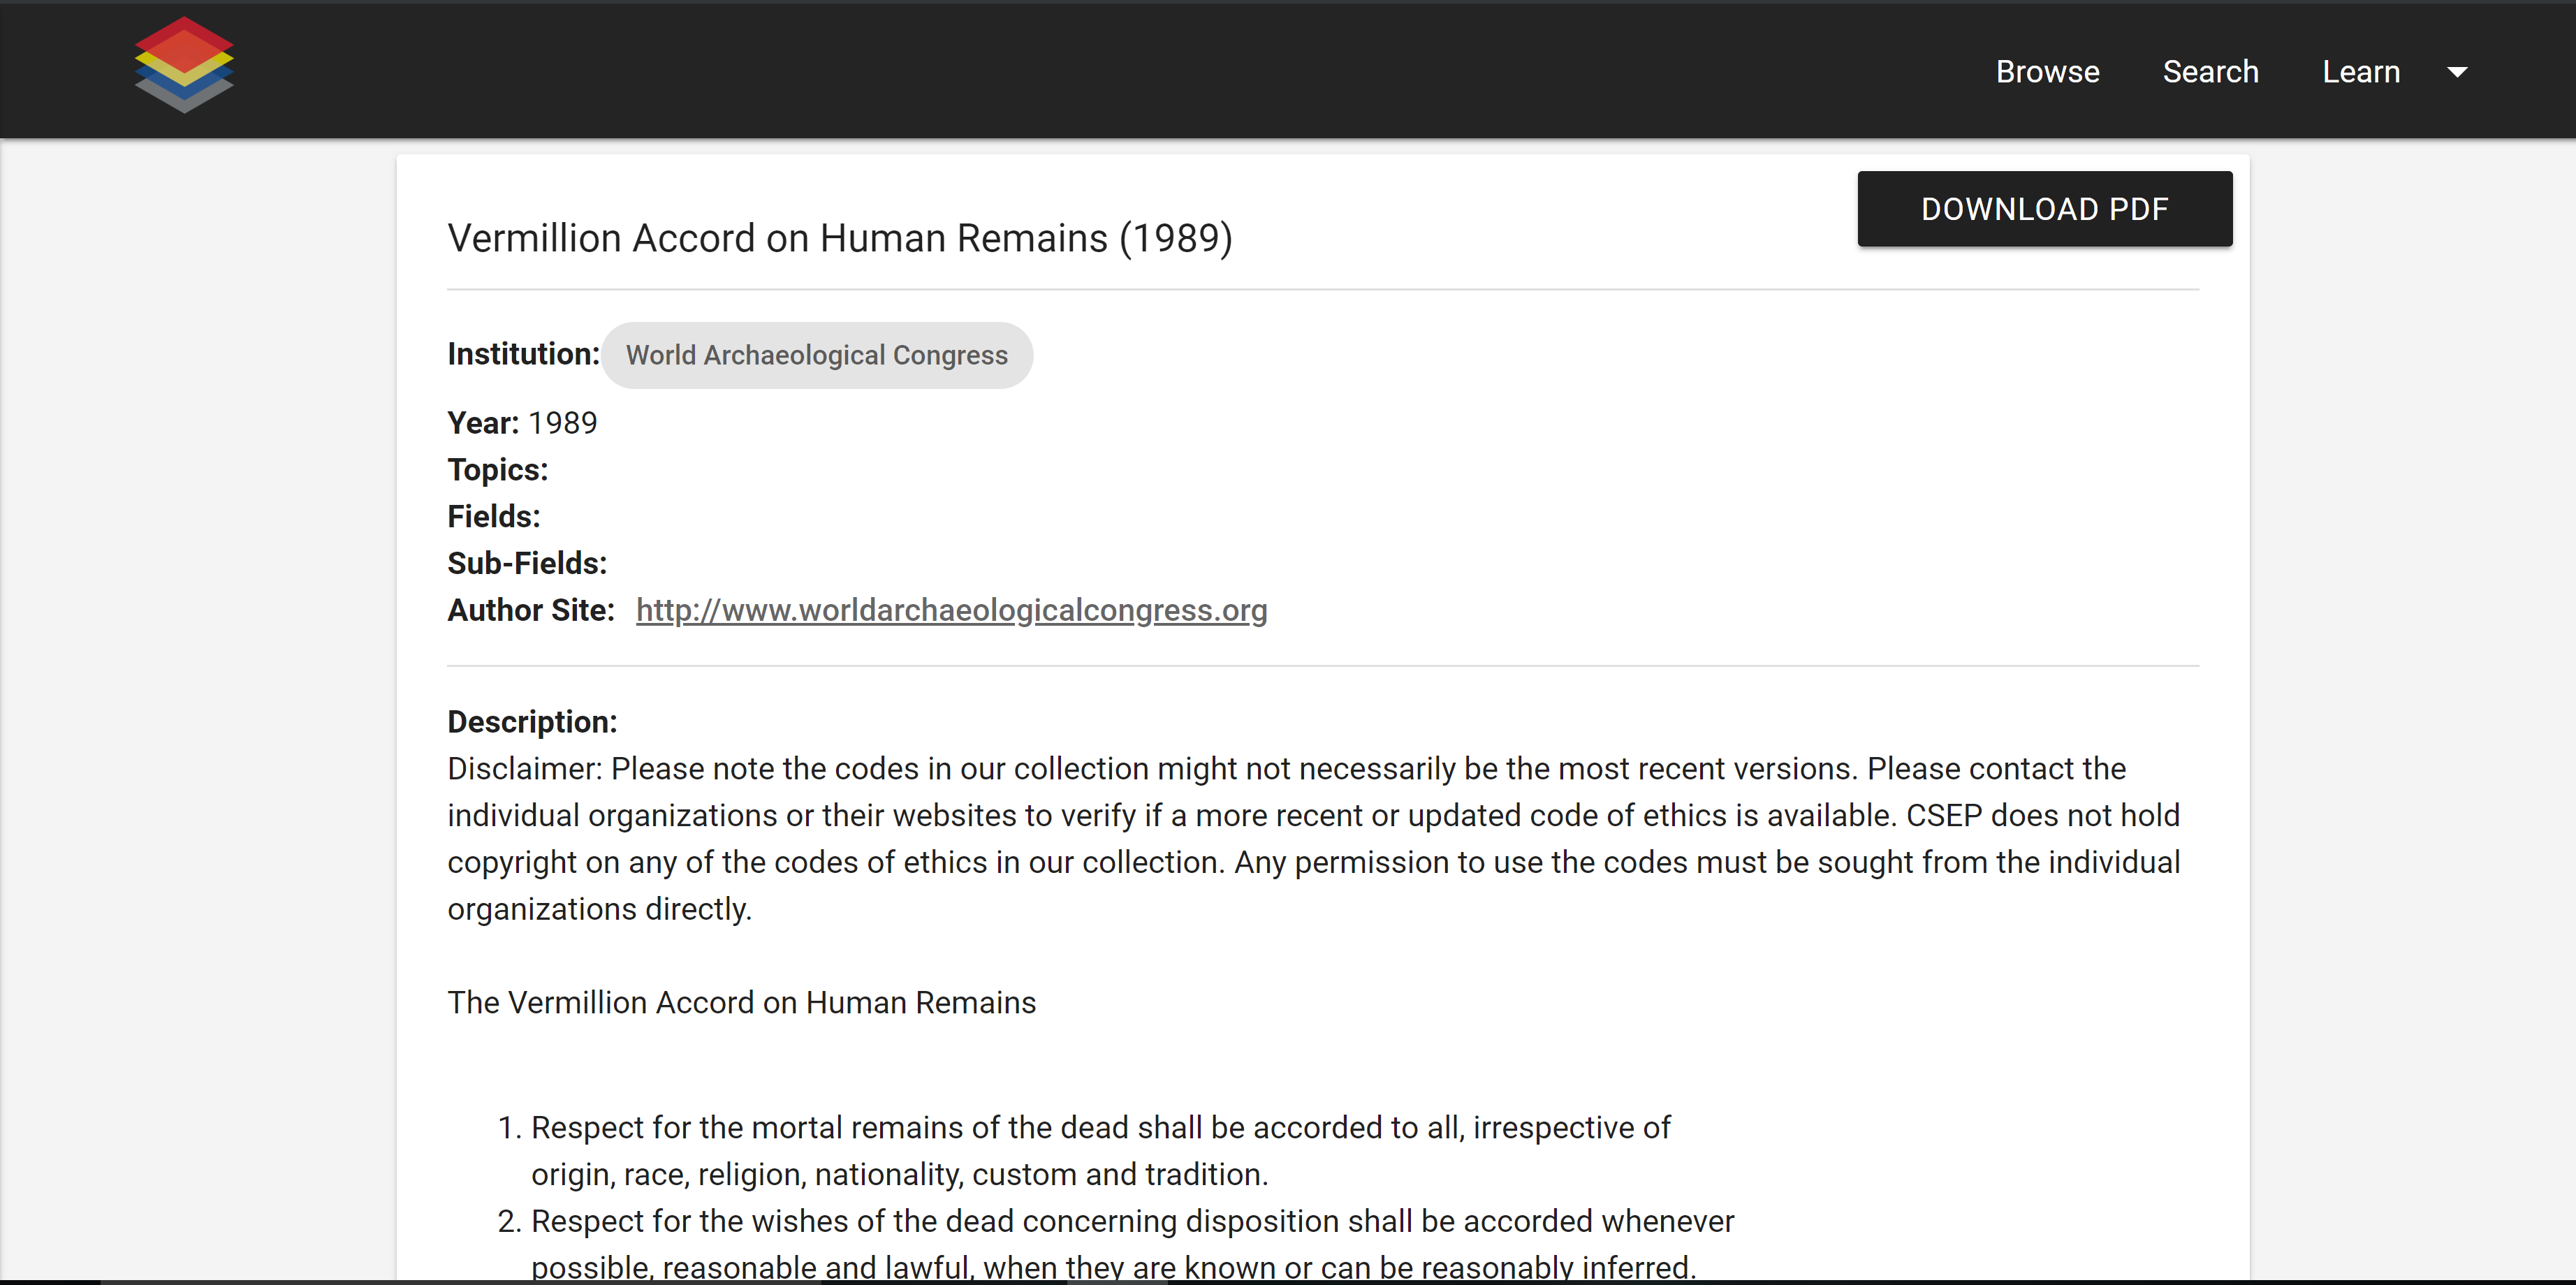 Browse Search Learn
DOWNLOAD PDF
Vermillion Accord on Human Remains (1989)
Institution: World Archaeological Congress
Year: 1989
Topics:
Fields:
Sub-Fields:
Author Site: http://www.worldarchaeologicalcongress.org
Description:
Disclaimer: Please note the codes in our collection might not necessarily be the most recent versions. Please contact the
individual organizations or their websites to verify if a more recent or updated code of ethics is available. CSEP does not hold
copyright on any of the codes of ethics in our collection. Any permission to use the codes must be sought from the individual
organizations directly.
The Vermillion Accord on Human Remains
1. Respect for the mortal remains of the dead shall be accorded to all, irrespective of
origin, race, religion, nationality, custom and tradition.
2. Respect for the wishes of the dead concerning disposition shall be accorded whenever
possible, reasonable and lawful, when they are known or can be reasonably inferred.